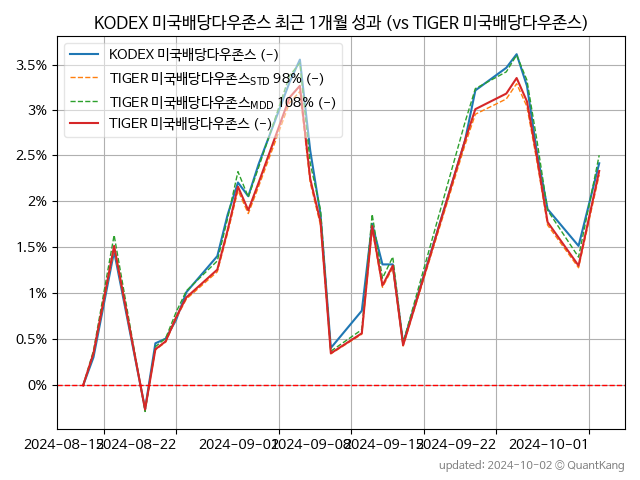 KODEX 미국배당다우존스 최근 1개월 성과 (vs TIGER 미국배당다우존스)
KODEX 미국배당다우존스 (-)
TIGER 미국배당다우존스STD 98% (-)
TIGER 미국배당다우존스MDD 108% (-)
TIGER 미국배당다우존스 (-)
3.5%
3%
2.5%
2%
1.5%
1%
0.5%
0%
2024-08-15 2024-08-22 2024-09-01 2024-09-08 2024-09-15 2024-09-22 2024-10-01
updated: 2024-10-02 © QuantKang